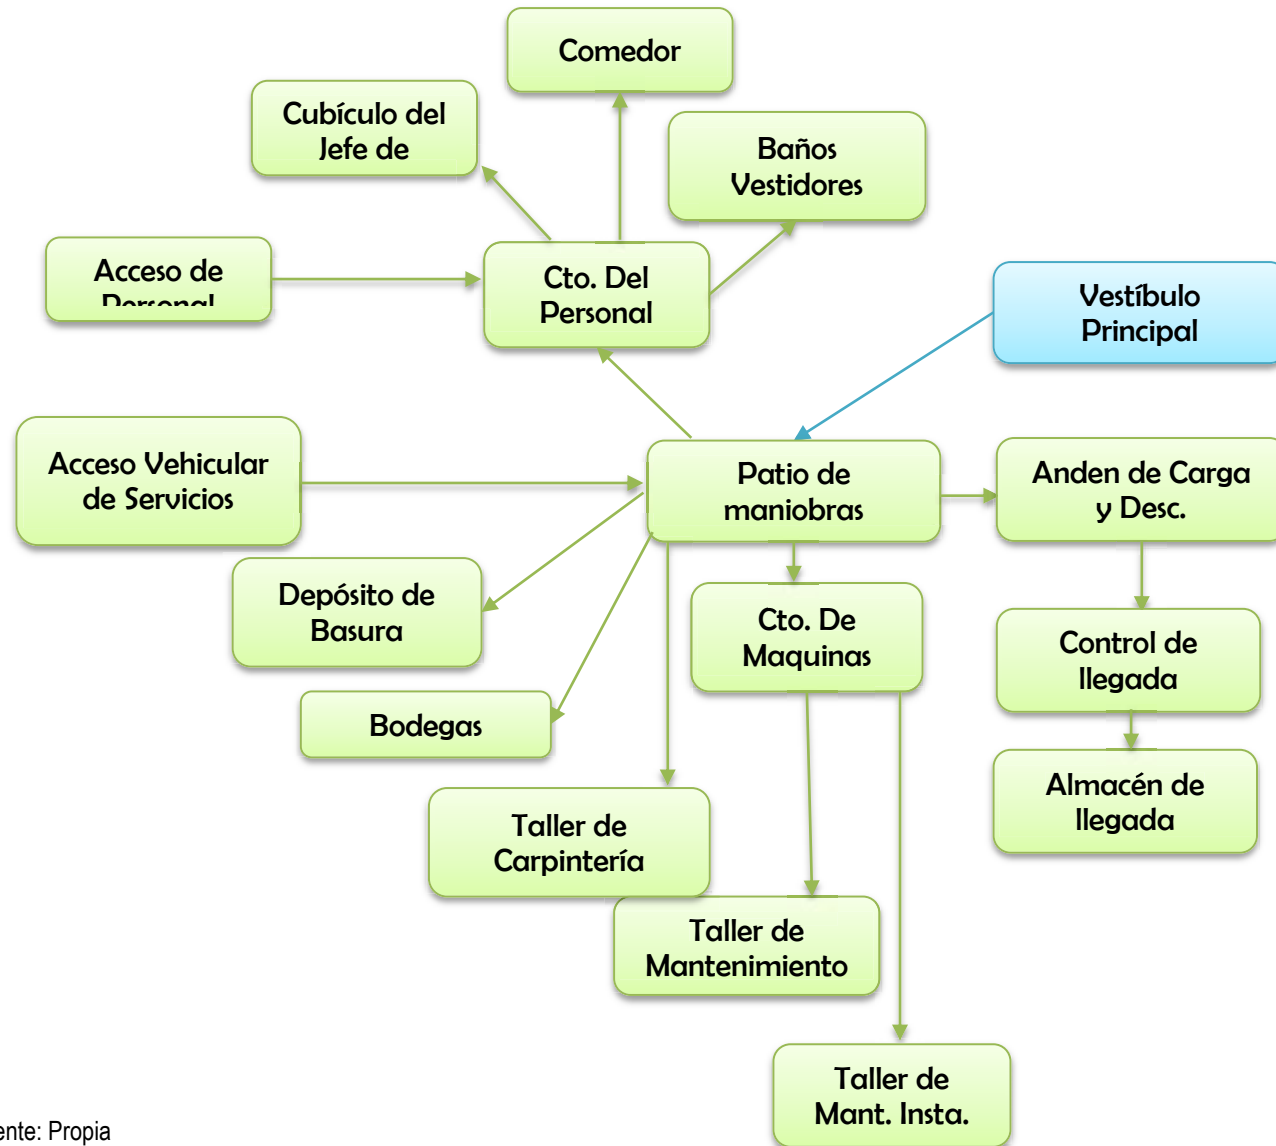 Comedor
Cubículo del
Jefe de
Baños
Vestidores
Acceso de
Personal
Cto. Del
Personal
Vestíbulo
Principal
Acceso Vehicular
de Servicios
Patio de
maniobras
Anden de Carga
y Desc.
Depósito de
Basura
Cto. De
Maquinas
Control de
llegada
Bodegas
Almacén de
llegada
Taller de
Carpintería
Taller de
Mantenimiento
Taller de
Mant. Insta.
ente: Propia